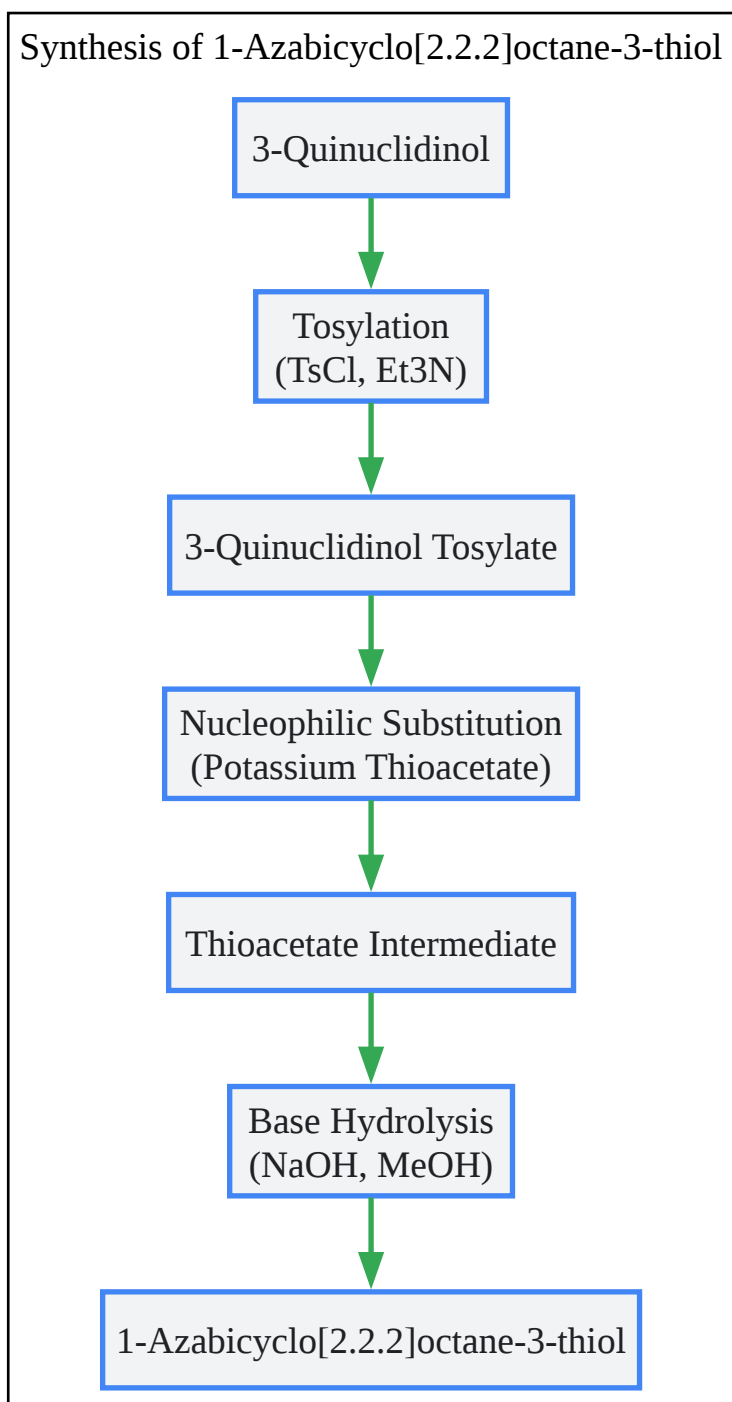 Synthesis of 1-Azabicyclo[2.2.2]octane-3-thiol
3-Quinuclidinol
Tosylation
(TsCl, Et3N)
3-Quinuclidinol Tosylate
Nucleophilic Substitution
(Potassium Thioacetate)
Thioacetate Intermediate
Base Hydrolysis
(NaOH, MeOH)
1-Azabicyclo[2.2.2]octane-3-thiol